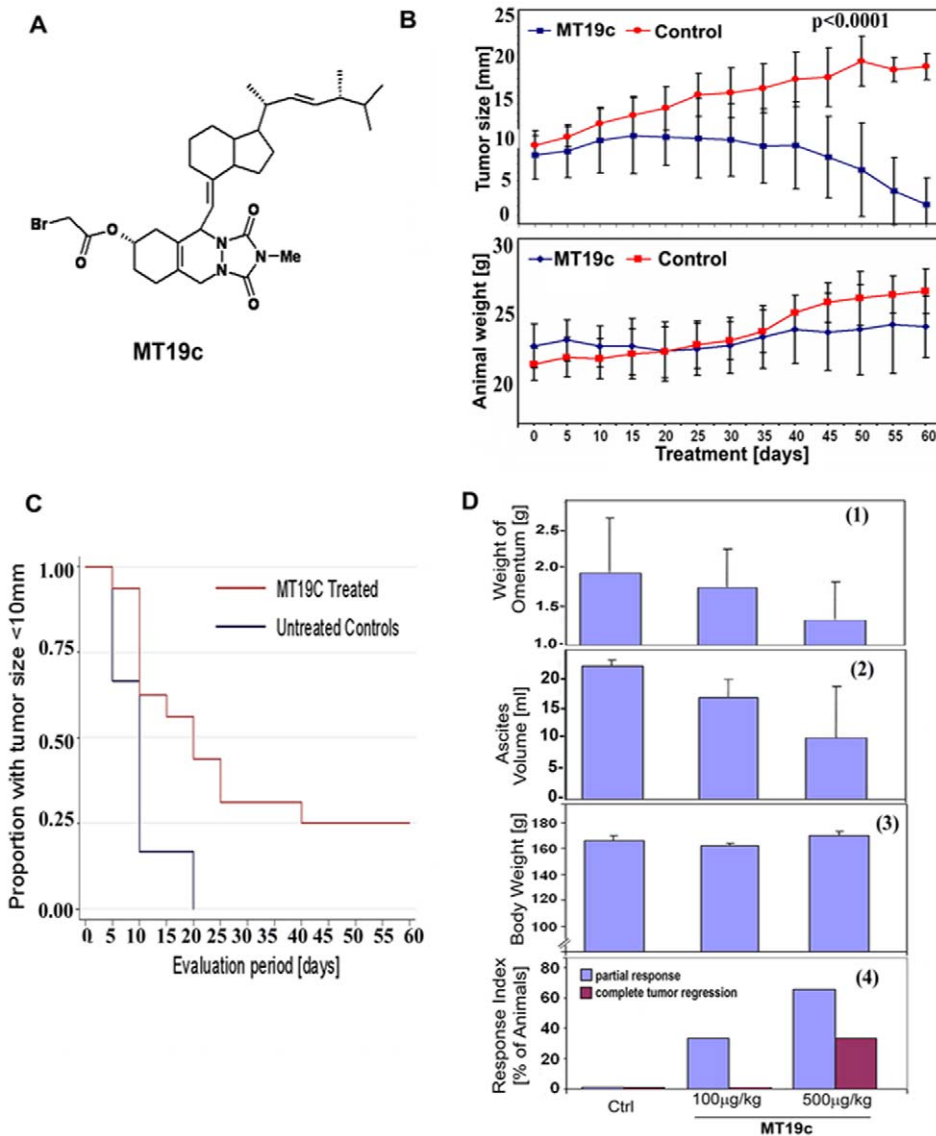 A
Br
O
O
O
N
N
N
Me
O
MT19c
B
p<0.0001
MT19c Control
Tumor size [mm]
20
15
10
5
0
MT19c Control
Animal weight [g]
30
25
20
0 5 10 15 20 25 30 35 40 45 50 55 60
Treatment [days]
C
Proportion with tumor size <10mm
1.00
0.75
0.50
0.25
0.00
MT19C Treated
Untreated Controls
0 5 10 15 20 25 30 35 40 45 50 55 60
Evaluation period [days]
D
(1)
Weight of
Omentum [g]
2.5
2.0
1.5
1.0
(2)
Ascites
Volume [ml]
20
15
10
5
0
(3)
Body Weight [g]
180
160
140
120
100
(4)
Response Index
[% of Animals]
80
60
40
20
0
partial response
complete tumor regression
Ctrl 100µg/kg 500µg/kg
MT19c